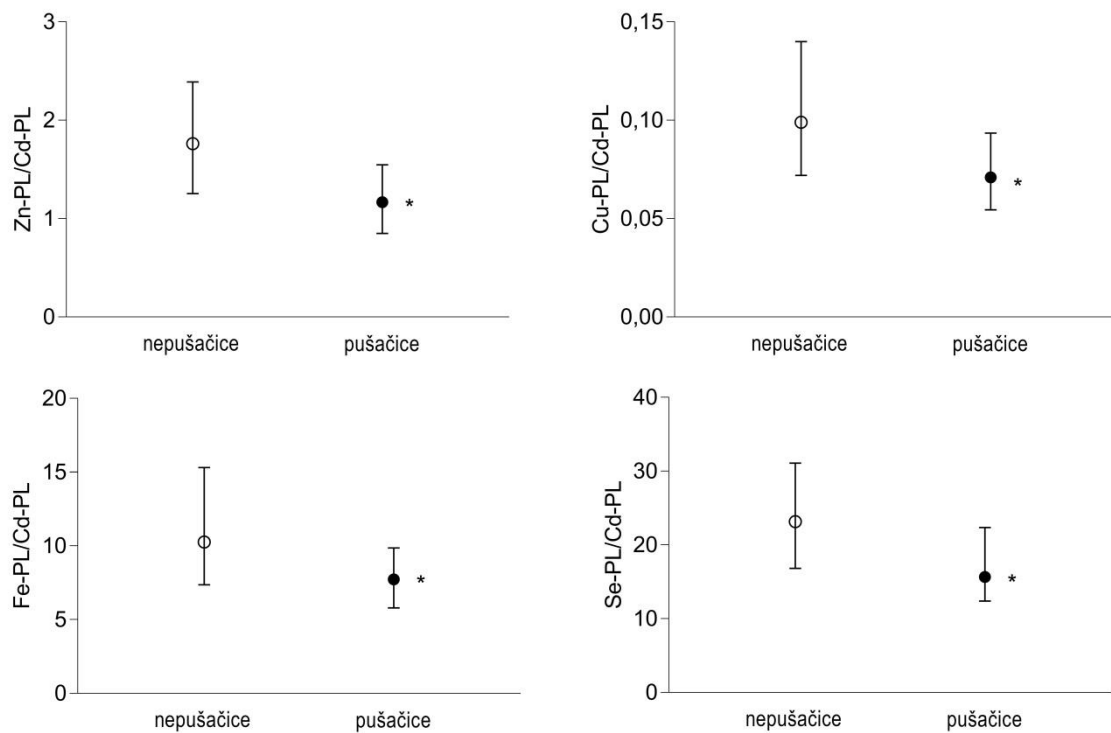 Zn-PL/Cd-PL
3
2
1
0
*
nepušačice
pušačice
Cu-PL/Cd-PL
0,15
0,10
0,05
0,00
*
nepušačice
pušačice
Fe-PL/Cd-PL
20
15
10
5
0
*
nepušačice
pušačice
Se-PL/Cd-PL
40
30
20
10
0
*
nepušačice
pušačice